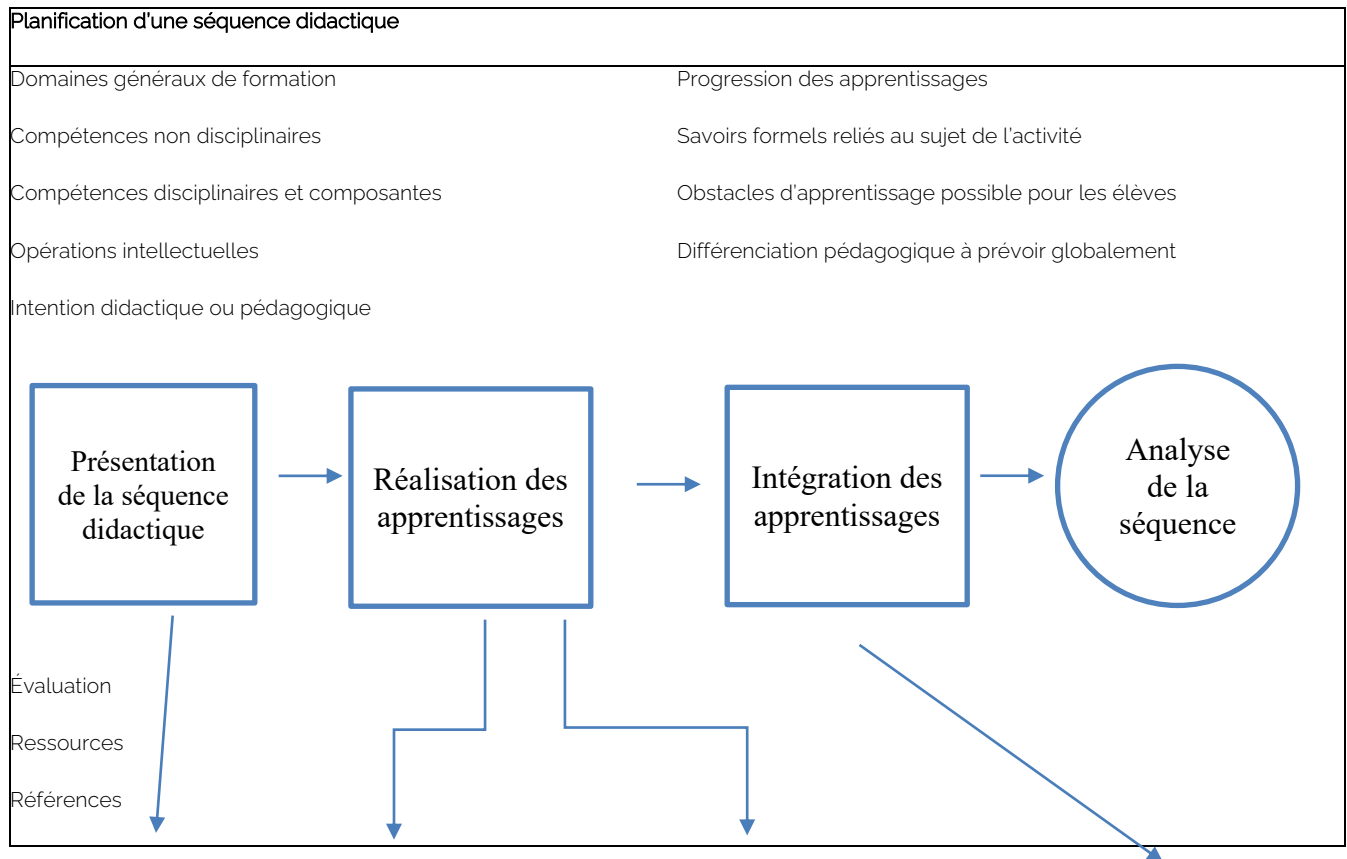 Planification d'une séquence didactique
Domaines généraux de formation
Compétences non disciplinaires
Compétences disciplinaires et composantes
Opérations intellectuelles
Intention didactique ou pédagogique
Progression des apprentissages
Savoirs formels reliés au sujet de l'activité
Obstacles d'apprentissage possible pour les élèves
Différenciation pédagogique à prévoir globalement
Présentation
de la séquence
didactique
Réalisation des
apprentissages
Intégration des
apprentissages
Analyse
de la
séquence
Évaluation
Ressources
Références